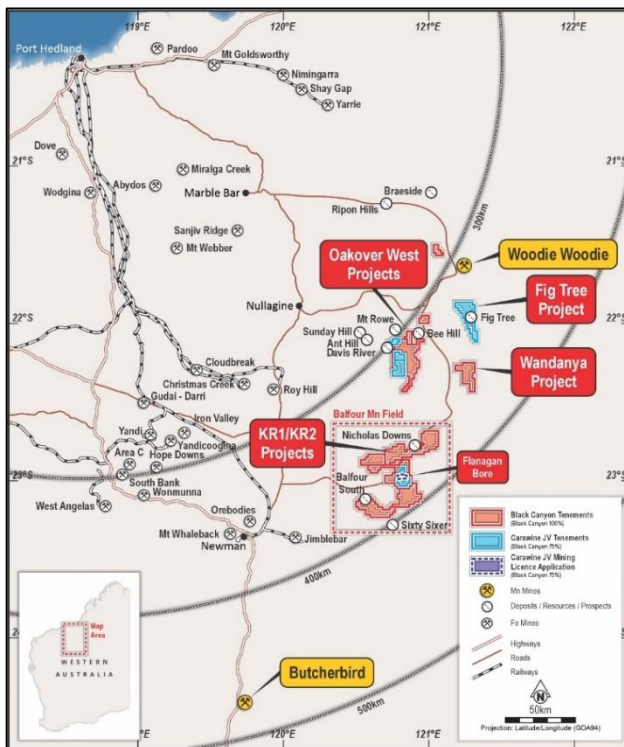 119°E
120°E
121°E
122°E
Port Hedland
Pardoo
Mt Goldsworthy
Nimingarra
Shay Gap
Yarrie
21°S
21°S
Dove
Miralga Creek
Wodgina
Abydos
Marble Bar
Braeside
Ripon Hills
300km
Sanjiv Ridge
Mt Webber
Oakover West
Projects
Woodie Woodie
Fig Tree
Project
Nullagine
22°S
22°S
Mt Rowe
Fig Tree
Sunday Hill
Bee Hill
Ant Hill
Davis River
Cloudbreak
Wandanya
Project
Christmas Creek
Roy Hill
Gudai - Darri
Iron Valley
Balfour Mn Field
KR1/KR2
Projects
Nicholas Downs
Yandi
Yandicoogina
Area C
Hope Downs
23°S
23°S
South Bank
Flanagan
Bore
Balfour
South
West Angelas
Wonmunna
Orebodies
Sixty Sixer
Mt Whaleback
Newman
Jimblebar
400km
Black Canyon Tenements
(Black Canyon 100%)
Carawine JV Tenements
(Black Canyon 75%)
Carawine JV Mining
Licence Application
(Black Canyon 75%)
Mn Mines
Deposits / Resources / Prospects
Fe Mines
Highways
Roads
Railways
N
50km
Projection: Latitude/Longitude (GDA94)
Map
Area
WESTERN
AUSTRALIA
Butcherbird
500km
119°E
120°E
121°E